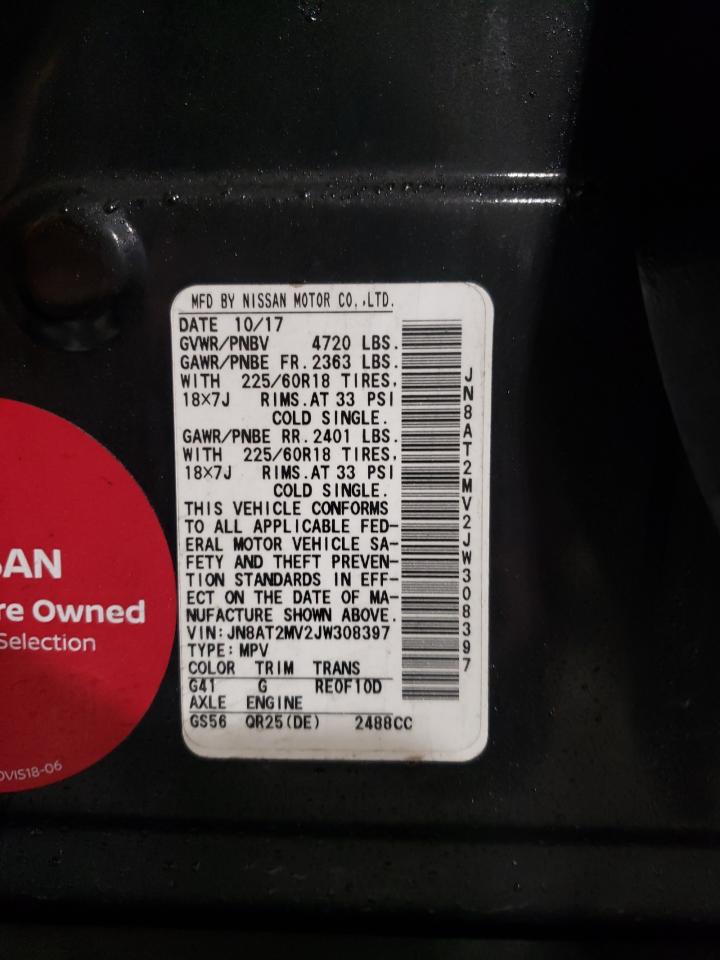 MFD BY NISSAN MOTOR CO.,LTD.
DATE 10/17
GVWR/PNBV 4720 LBS.
GAWR/PNBE FR.2363 LBS.
WITH 225/60R18 TIRES,
18×7J RIMS.AT 33 PSI
COLD SINGLE.
GAWR/PNBE RR.2401 LBS.
WITH 225/60R18 TIRES,
18×7J RIMS.AT 33 PSI
COLD SINGLE.
THIS VEHICLE CONFORMS
TO ALL APPLICABLE FED-
ERAL MOTOR VEHICLE SA-
FETY AND THEFT PREVEN-
TION STANDARDS IN EFF-
ECT ON THE DATE OF MA-
NUFACTURE SHOWN ABOVE.
VIN:JN8AT2MV2JW308397
TYPE:MPV
COLOR TRIM TRANS
G41 G RE0F10D
AXLE ENGINE
GS56 QR25(DE) 2488CC
JN8AT2MV2JW308397
SAN
re Owned
Selection
OVIS18-06